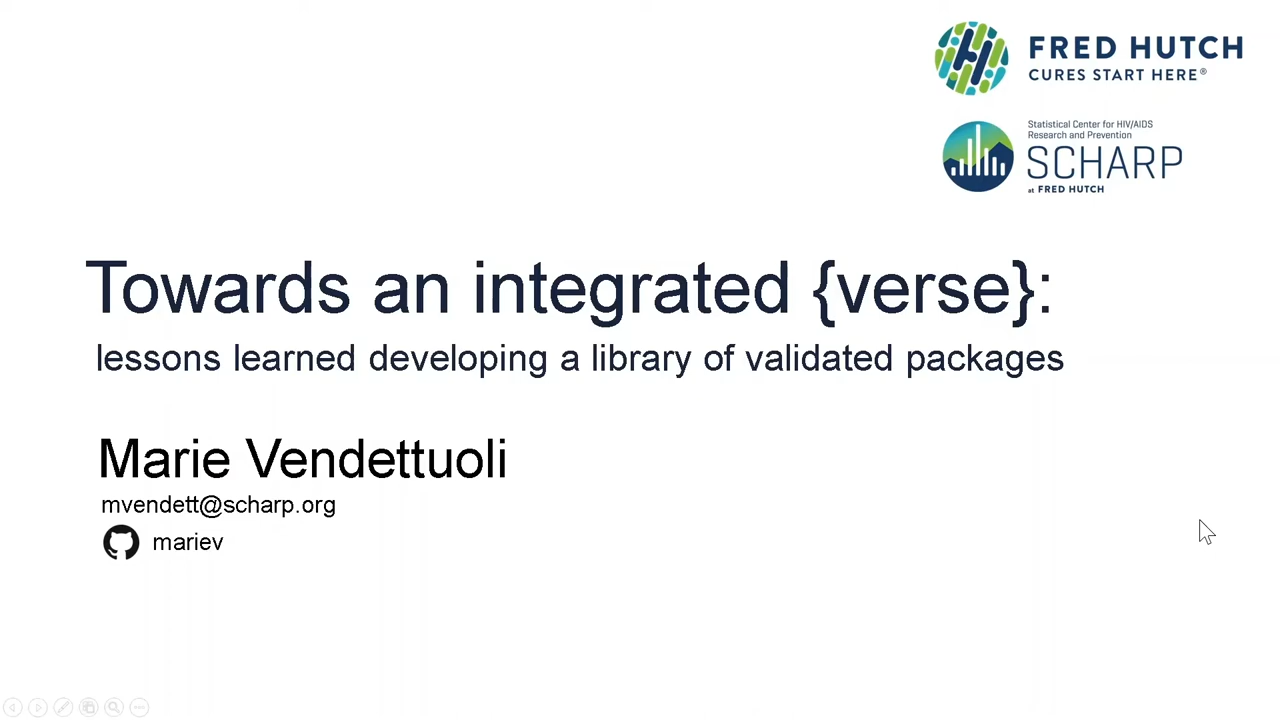 FRED HUTCH
CURES START HERE®
Statistical Center for HIV/AIDS
Research and Prevention
SCHARP
at FRED HUTCH
Towards an integrated {verse}:
lessons learned developing a library of validated packages
Marie Vendettuoli
mvendett@scharp.org
mariev